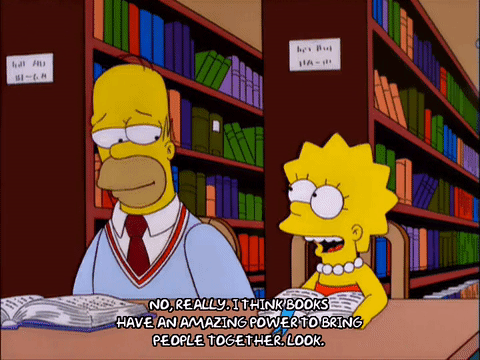 NO, REALLY. I THINK BOOKS
HAVE AN AMAZING POWER TO BRING
PEOPLE TOGETHER. LOOK.